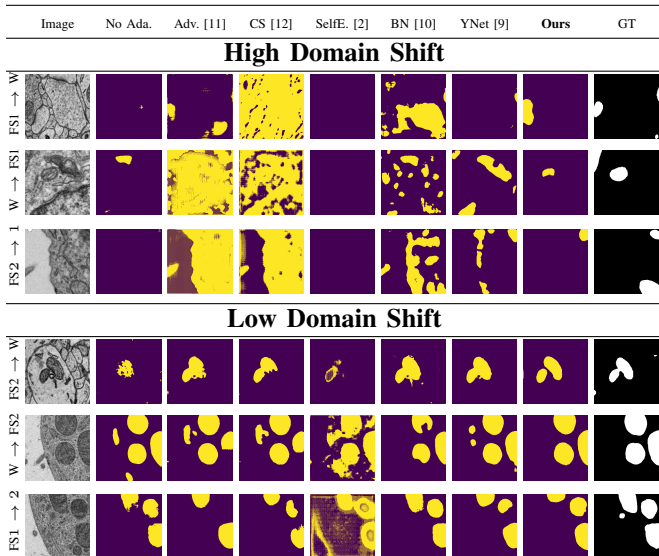 Image No Ada. Adv. [11] CS [12] SelfE. [2] BN [10] YNet [9] Ours GT
High Domain Shift
FS1 → W
W → FS1
FS2 → 1
Low Domain Shift
FS2 → W
W → FS2
FS1 → 2